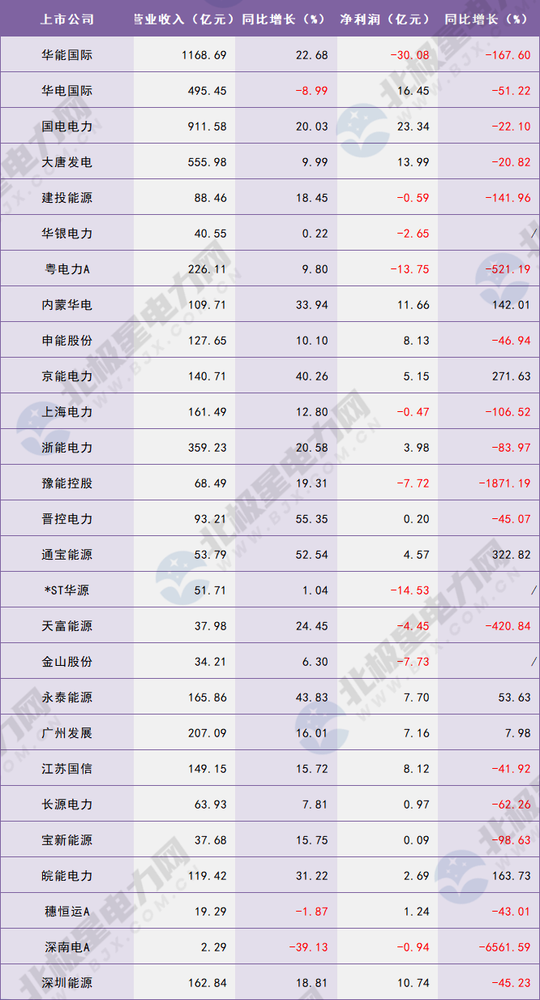 上市公司 营业收入（亿元） 同比增长（%） 净利润（亿元） 同比增长（%）
华能国际 1168.69 22.68 -30.08 -167.60
华电国际 495.45 -8.99 16.45 -51.22
国电电力 911.58 20.03 23.34 -22.10
大唐发电 555.98 9.99 13.99 -20.82
建投能源 88.46 18.45 -0.59 -141.96
华银电力 40.55 0.22 -2.65 /
粤电力A 226.11 9.80 -13.75 -521.19
内蒙华电 109.71 33.94 11.66 142.01
申能股份 127.65 10.10 8.13 -46.94
京能电力 140.71 40.26 5.15 271.63
上海电力 161.49 12.80 -0.47 -106.52
浙能电力 359.23 20.58 3.98 -83.97
豫能控股 68.49 19.31 -7.72 -1871.19
晋控电力 93.21 55.35 0.20 -45.07
通宝能源 53.79 52.54 4.57 322.82
*ST华源 51.71 1.04 -14.53 /
天富能源 37.98 24.45 -4.45 -420.84
金山股份 34.21 6.30 -7.73 /
永泰能源 165.86 43.83 7.70 53.63
广州发展 207.09 16.01 7.16 7.98
江苏国信 149.15 15.72 8.12 -41.92
长源电力 63.93 7.81 0.97 -62.26
宝新能源 37.68 15.75 0.09 -98.63
皖能电力 119.42 31.22 2.69 163.73
穗恒运A 19.29 -1.87 1.24 -43.01
深南电A 2.29 -39.13 -0.94 -6561.59
深圳能源 162.84 18.81 10.74 -45.23
北极星电力网
WWW.BJX.COM.CN